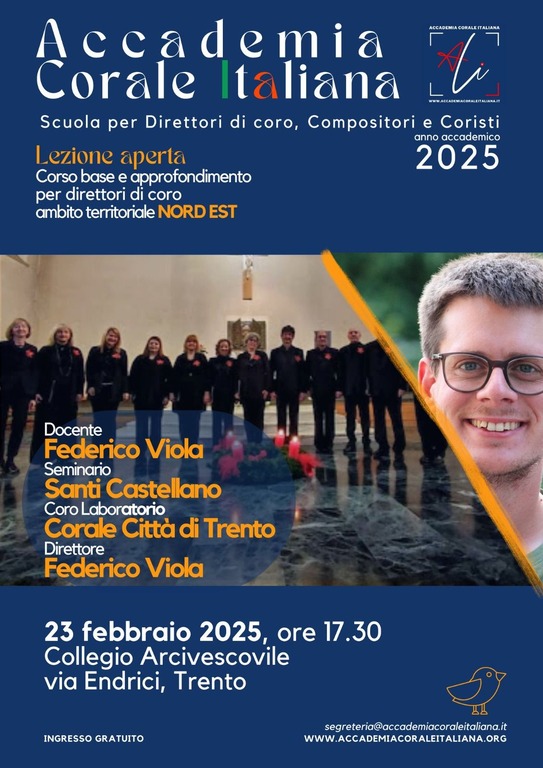 Accademia
Corale Italiana
ACCADEMIA CORALE ITALIANA
ALi
WWW.ACCADEMIACORALEITALIANA.ORG
Scuola per Direttori di coro, Compositori e Coristi
anno accademico
2025
Lezione aperta
Corso base e approfondimento
per direttori di coro
ambito territoriale NORD EST
Docente
Federico Viola
Seminario
Santi Castellano
Coro Laboratorio
Corale Città di Trento
Direttore
Federico Viola
23 febbraio 2025, ore 17.30
Collegio Arcivescovile
via Endrici, Trento
segreteria@accademiacoraleitaliana.it
INGRESSO GRATUITO
WWW.ACCADEMIACORALEITALIANA.ORG